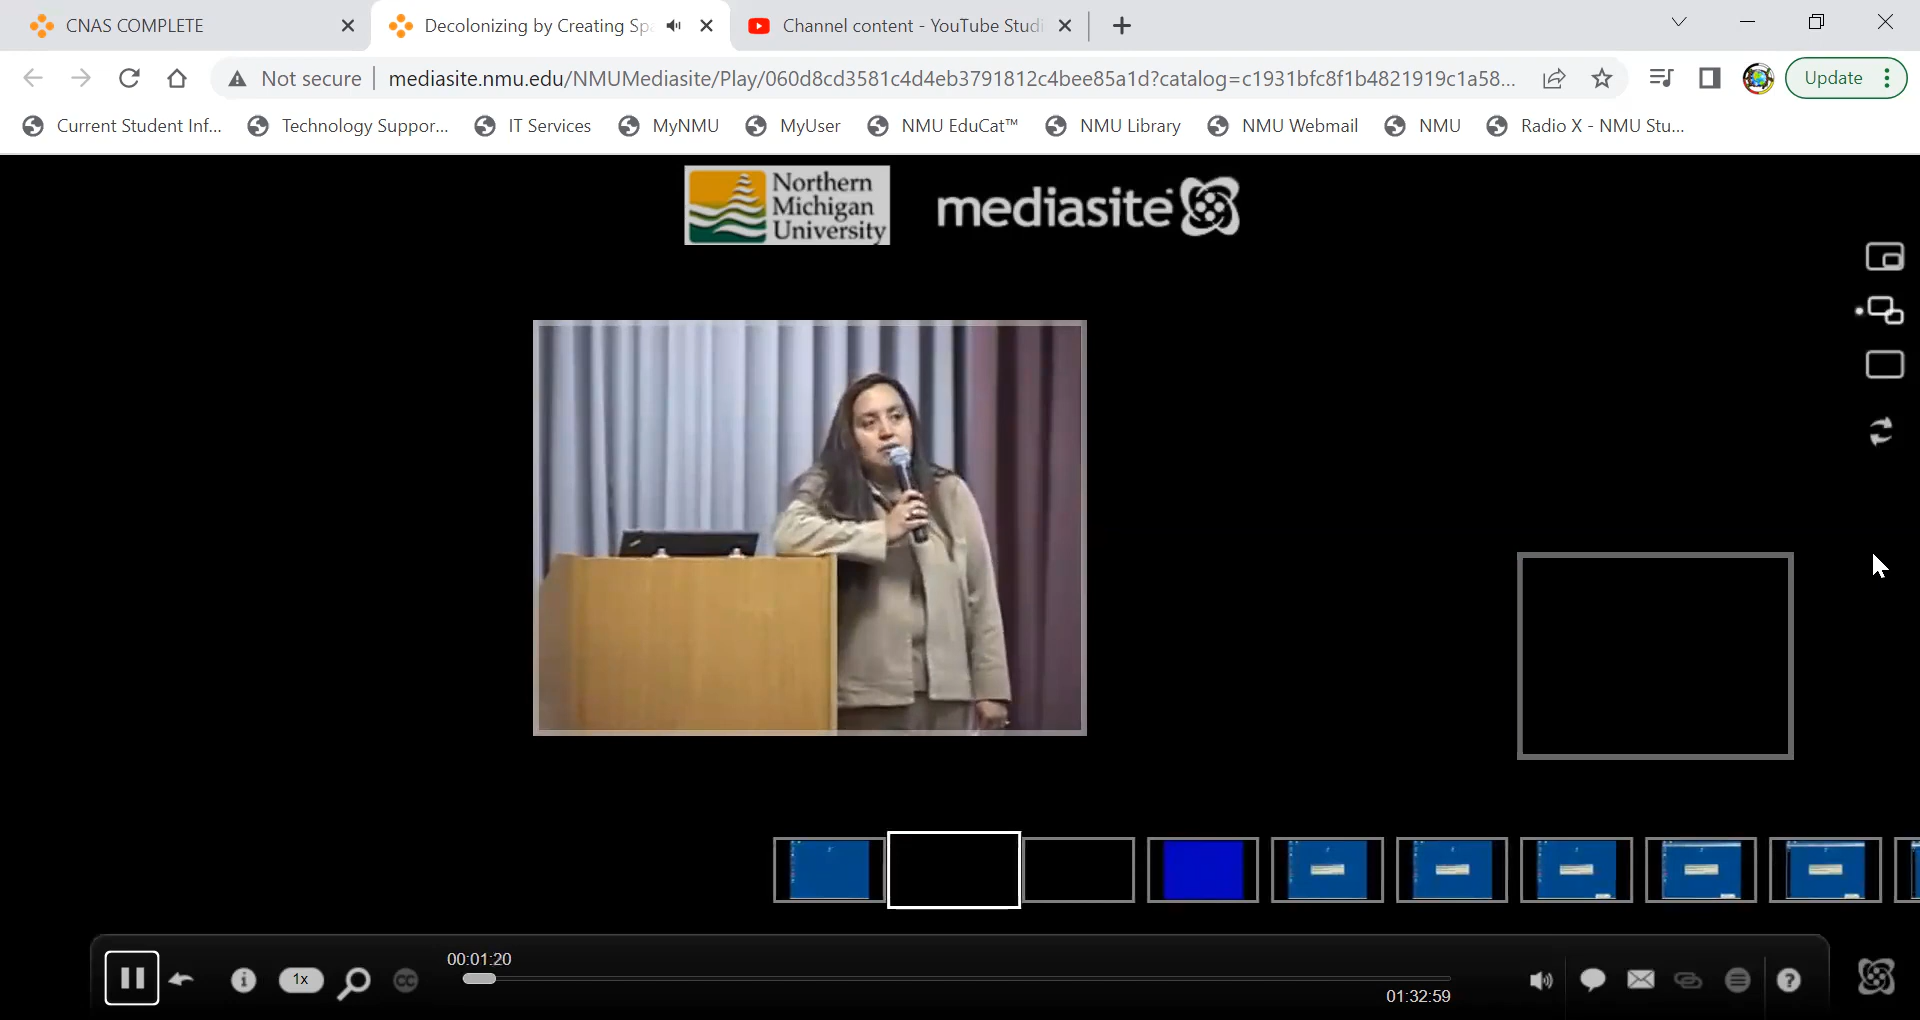 CNAS COMPLETE
Decolonizing by Creating Spa
Channel content - YouTube Studi
Not secure
mediasite.nmu.edu/NMUMediasite/Play/060d8cd3581c4d4eb3791812c4bee85a1d?catalog=c1931bfc8f1b4821919c1a58...
Update
Current Student Inf...
Technology Suppor...
IT Services
MyNMU
MyUser
NMU EduCat™
NMU Library
NMU Webmail
NMU
Radio X - NMU Stu...
Northern
Michigan
University
mediasite
00:01:20
1x
CC
01:32:59